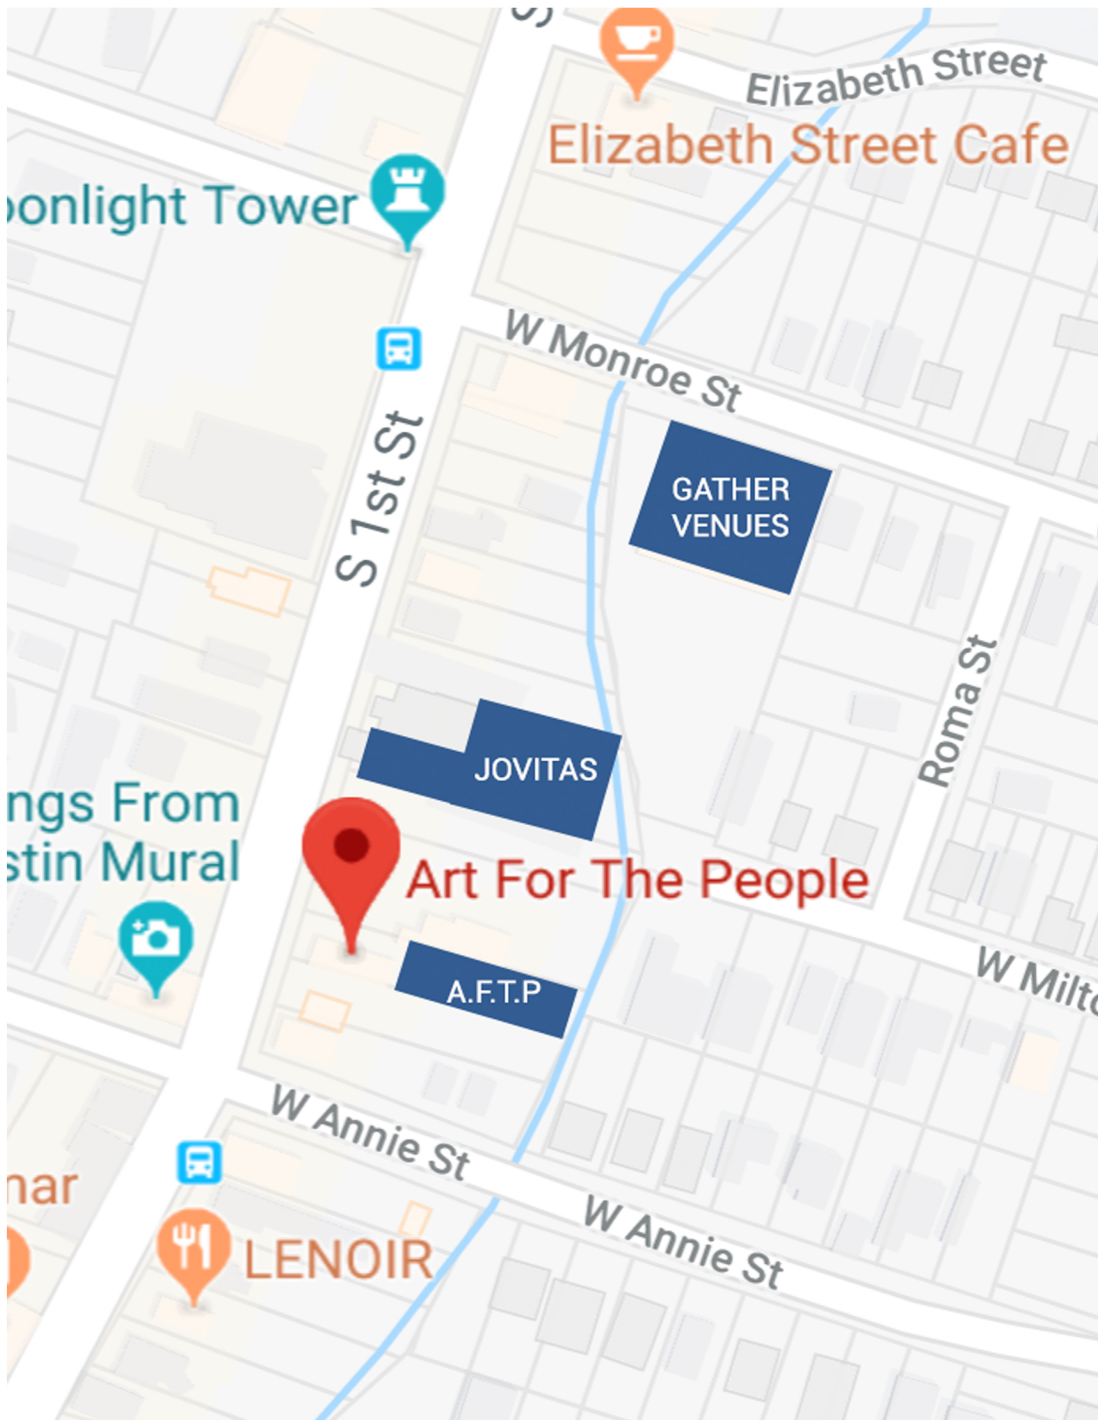 S
Elizabeth Street
Elizabeth Street Cafe
oonlight Tower
W Monroe St
S 1st St
GATHER
VENUES
Roma St
JOVITAS
ngs From
stin Mural
Art For The People
A.F.T.P
W Milto
W Annie St
nar
LENOIR
W Annie St